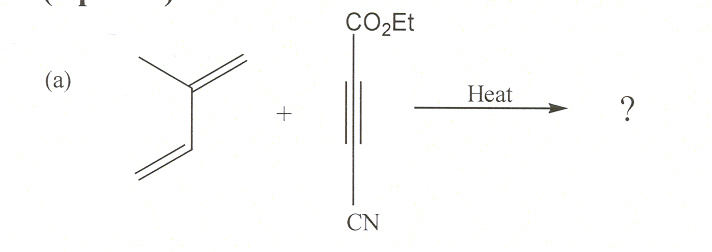 CO₂Et
(a)
+
Heat
?
CN